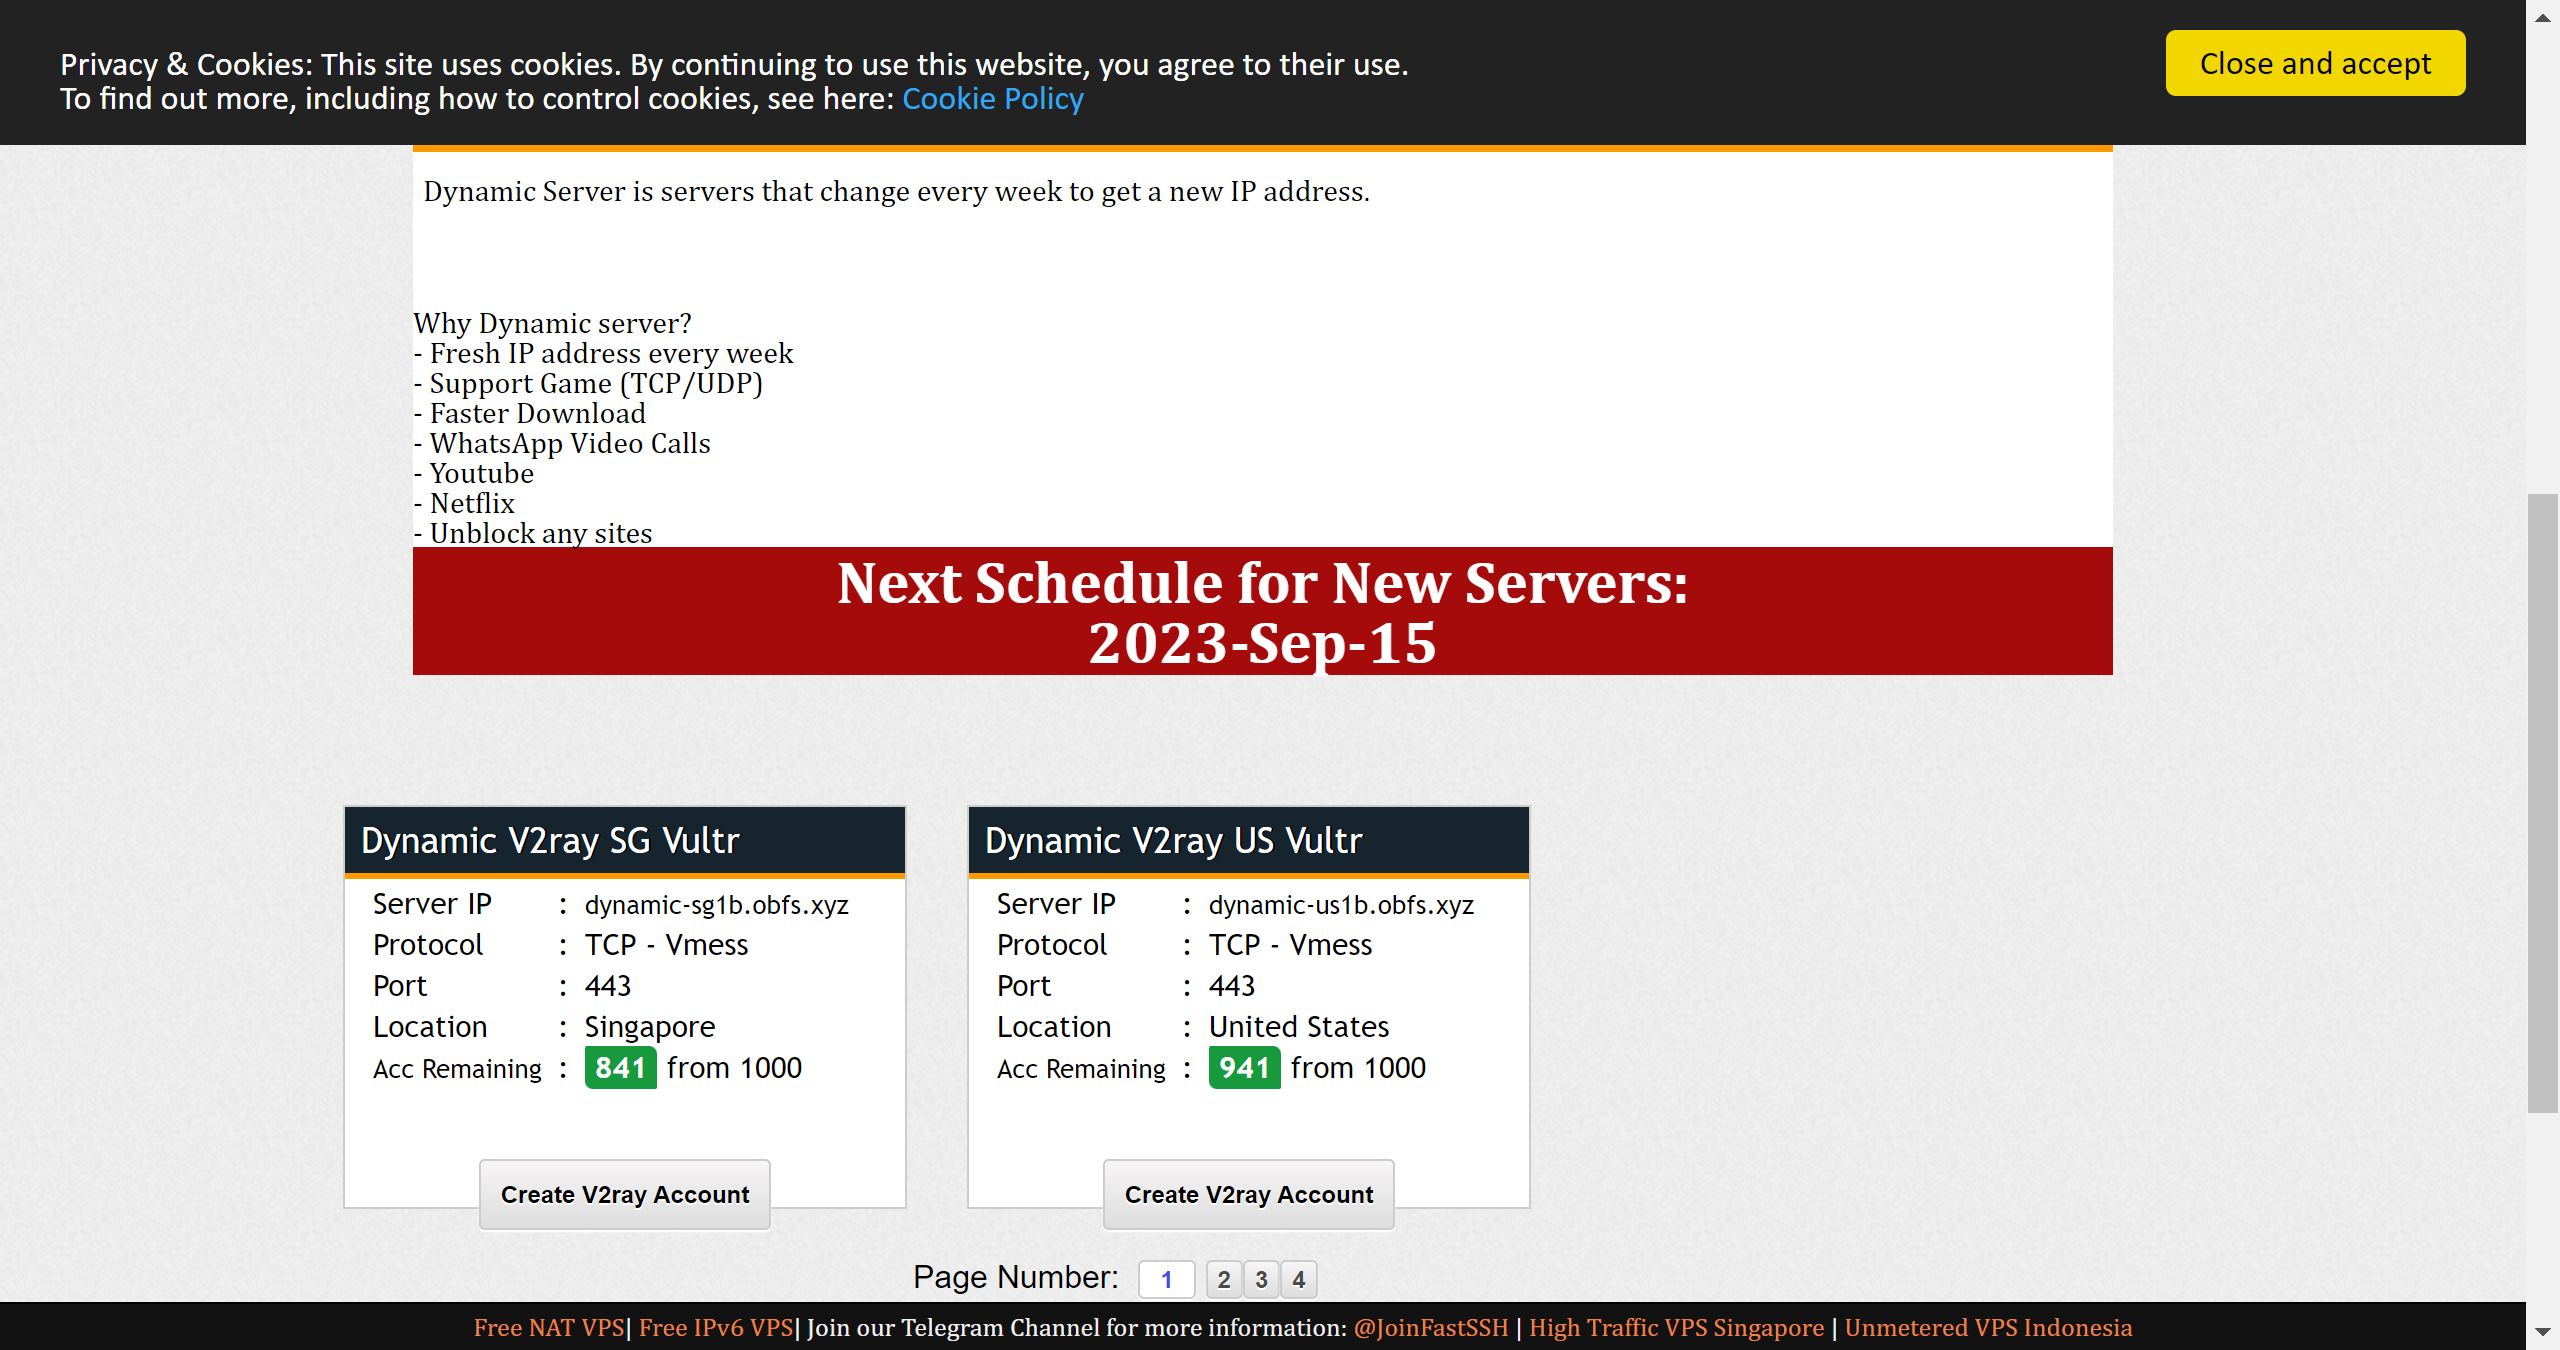 Privacy & Cookies: This site uses cookies. By continuing to use this website, you agree to their use.
To find out more, including how to control cookies, see here: Cookie Policy
Close and accept
Dynamic Server is servers that change every week to get a new IP address.
Why Dynamic server?
- Fresh IP address every week
- Support Game (TCP/UDP)
- Faster Download
- WhatsApp Video Calls
- Youtube
- Netflix
- Unblock any sites
Next Schedule for New Servers:
2023-Sep-15
Dynamic V2ray SG Vultr
Server IP : dynamic-sg1b.obfs.xyz
Protocol : TCP - Vmess
Port : 443
Location : Singapore
Acc Remaining : 841 from 1000
Create V2ray Account
Dynamic V2ray US Vultr
Server IP : dynamic-us1b.obfs.xyz
Protocol : TCP - Vmess
Port : 443
Location : United States
Acc Remaining : 941 from 1000
Create V2ray Account
Page Number: 1 2 3 4
Free NAT VPS| Free IPv6 VPS| Join our Telegram Channel for more information: @JoinFastSSH | High Traffic VPS Singapore | Unmetered VPS Indonesia